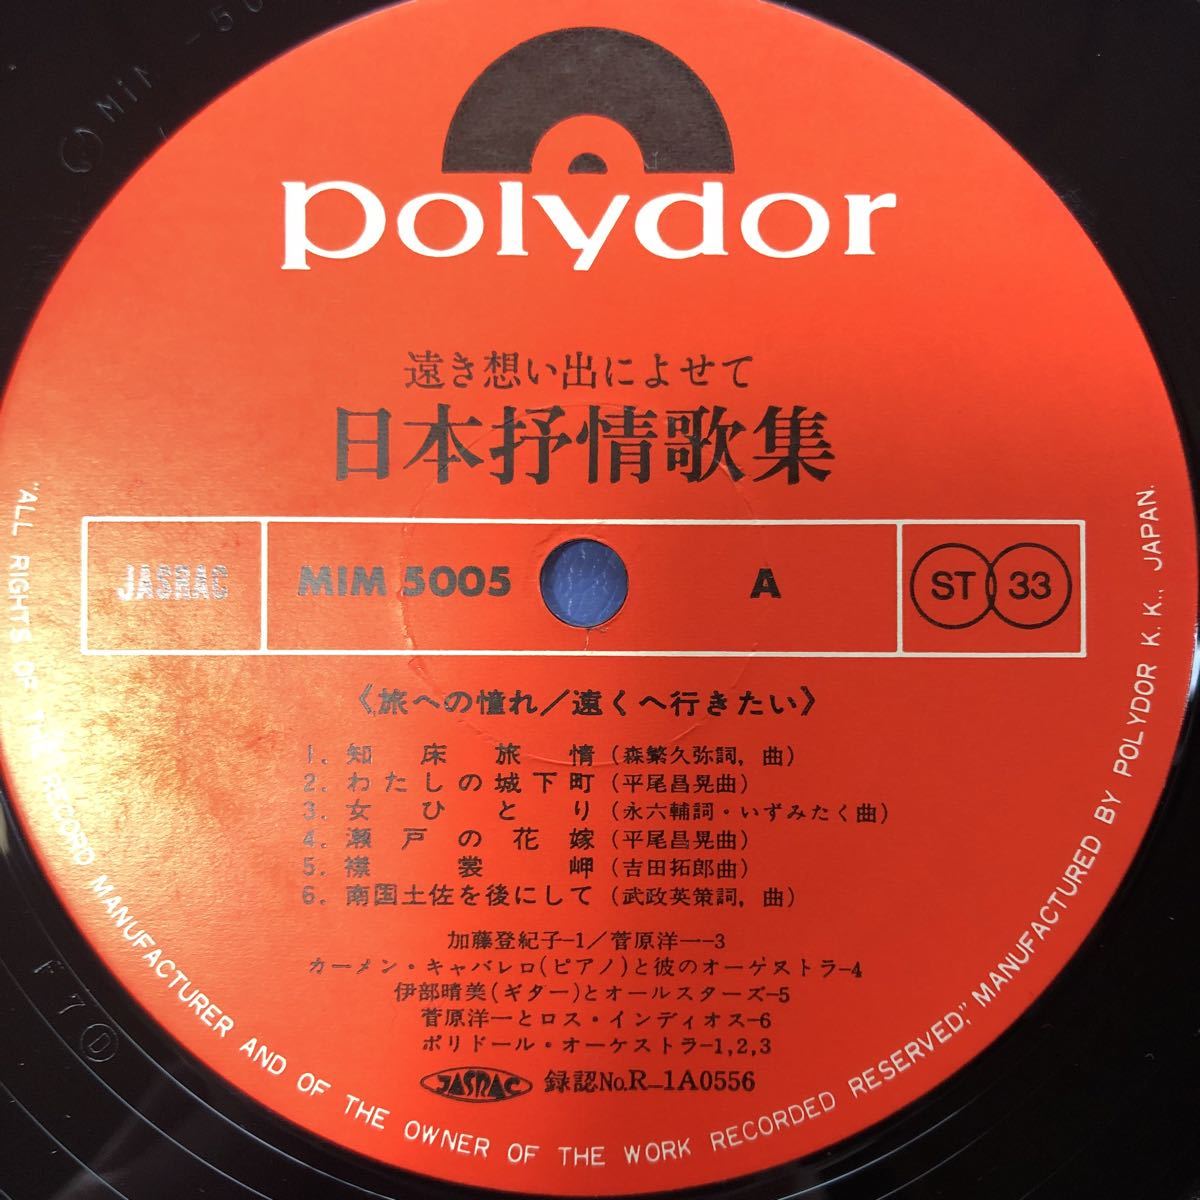 polydor
遠き想い出によせて
日本抒情歌集
JASRAC
MIM 5005
A
ST 33
《旅への憧れ/遠くへ行きたい》
1. 知床旅情 (森繁久弥詞, 曲)
2. わたしの城下町 (平尾昌晃曲)
3. 女ひとり (永六輔詞・いずみたく曲)
4. 瀬戸の花嫁 (平尾昌晃曲)
5. 襟裳岬 (吉田拓郎曲)
6. 南国土佐を後にして (武政英策詞, 曲)
加藤登紀子-1/菅原洋一-3
カーメン・キャバレロ(ピアノ)と彼のオーケストラ-4
伊部晴美(ギター)とオールスターズ-5
菅原洋一とロス・インディオス-6
ポリドール・オーケストラ-1,2,3
JASRAC 録認No.R-1A0556
"ALL RIGHTS OF THE RECORD MANUFACTURER AND OF THE OWNER OF THE WORK RECORDED RESERVED," MANUFACTURED BY POLYDOR K. K., JAPAN.